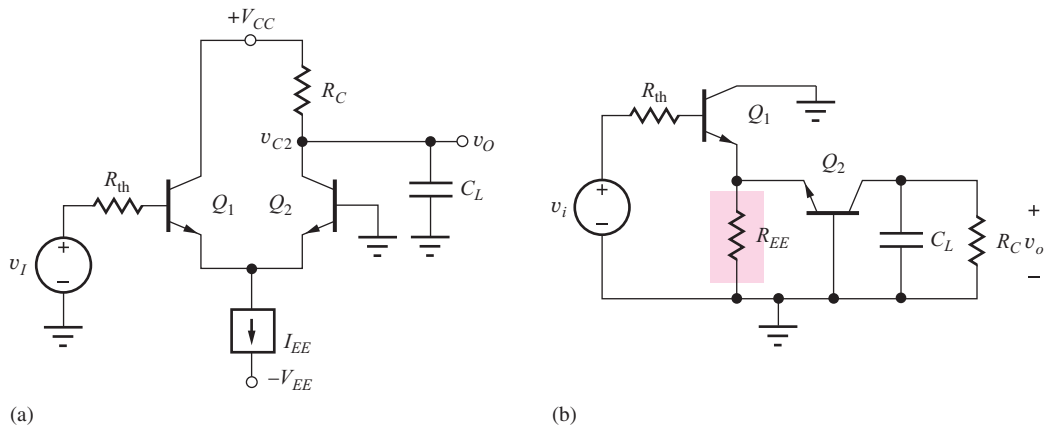 +V_CC
R_C
v_C2
v_O
R_th
Q_1
Q_2
C_L
v_I
+
−
I_EE
−V_EE
(a)
R_th
Q_1
Q_2
v_i
+
−
R_EE
C_L
R_C
v_o
+
−
(b)